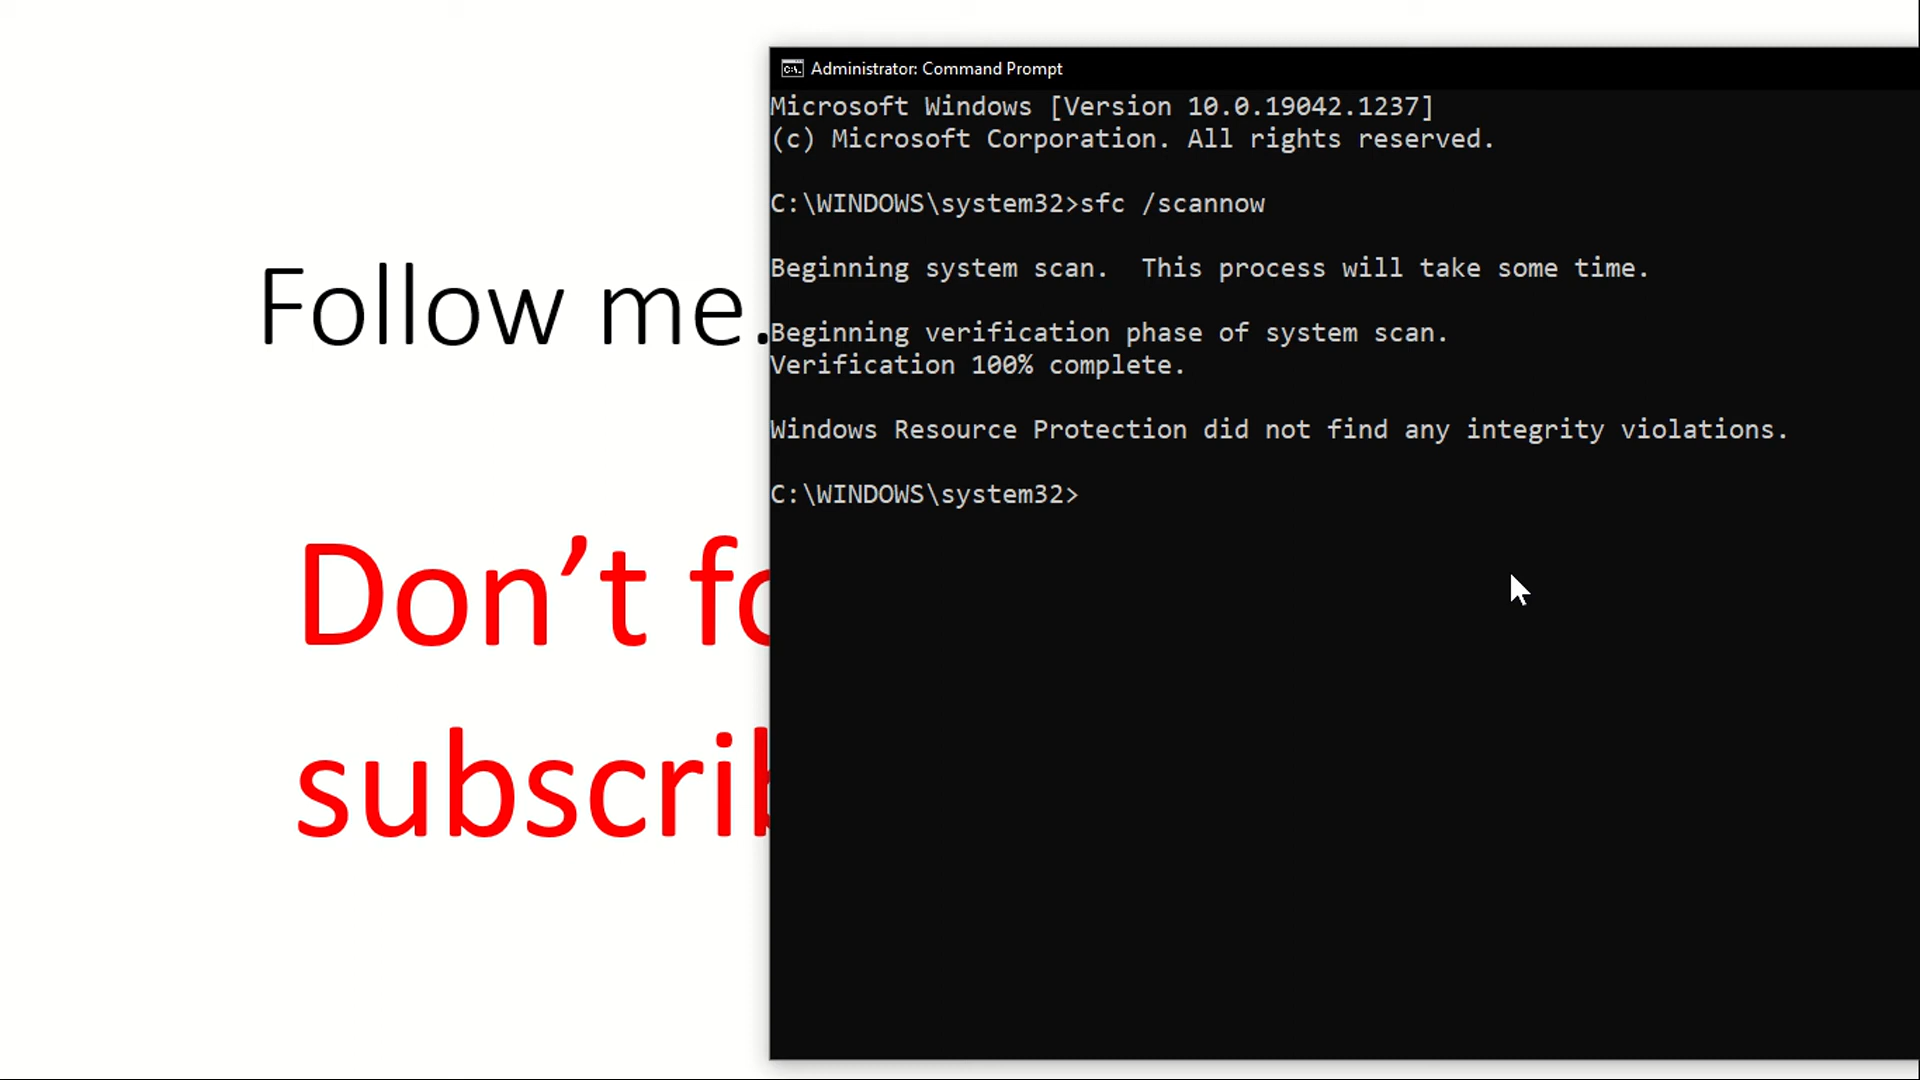 Administrator: Command Prompt
Microsoft Windows [Version 10.0.19042.1237]
(c) Microsoft Corporation. All rights reserved.
C:\WINDOWS\system32>sfc /scannow
Beginning system scan.  This process will take some time.
Beginning verification phase of system scan.
Verification 100% complete.
Windows Resource Protection did not find any integrity violations.
C:\WINDOWS\system32>
Follow me.
Don’t